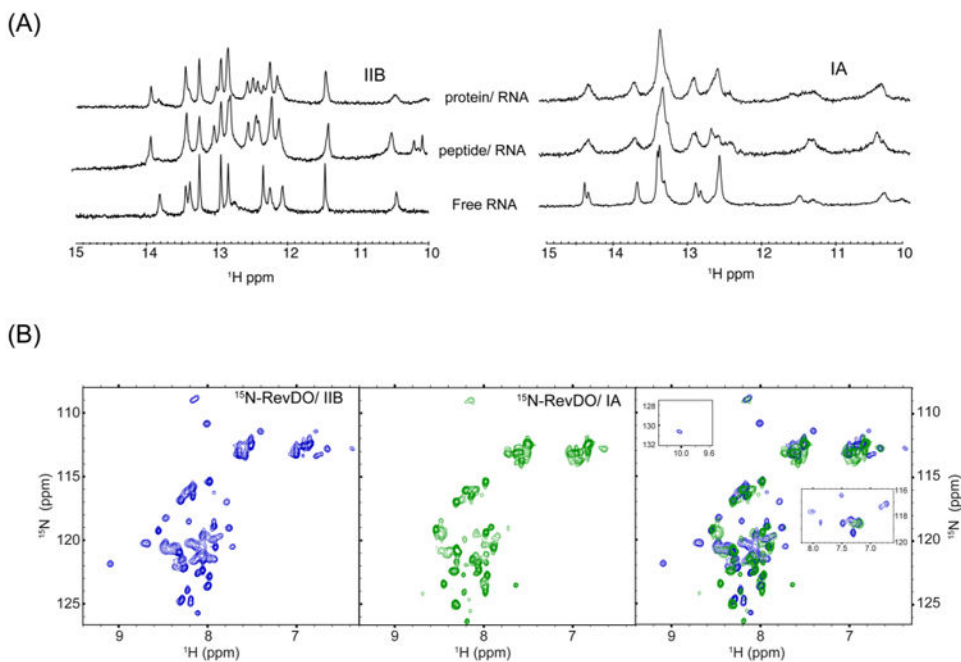 (A)
IIB
IA
protein/ RNA
peptide/ RNA
Free RNA
15 14 13 12 11 10
¹H ppm
15 14 13 12 11 10
¹H ppm
(B)
¹⁵N-RevDO/ IIB
¹⁵N-RevDO/ IA
110
115
120
125
¹⁵N (ppm)
9 8 7
¹H (ppm)
9 8 7
¹H (ppm)
128
130
132
10.0 9.6
116
118
120
8.0 7.5 7.0
110
115
120
125
¹⁵N (ppm)
9 8 7
¹H (ppm)